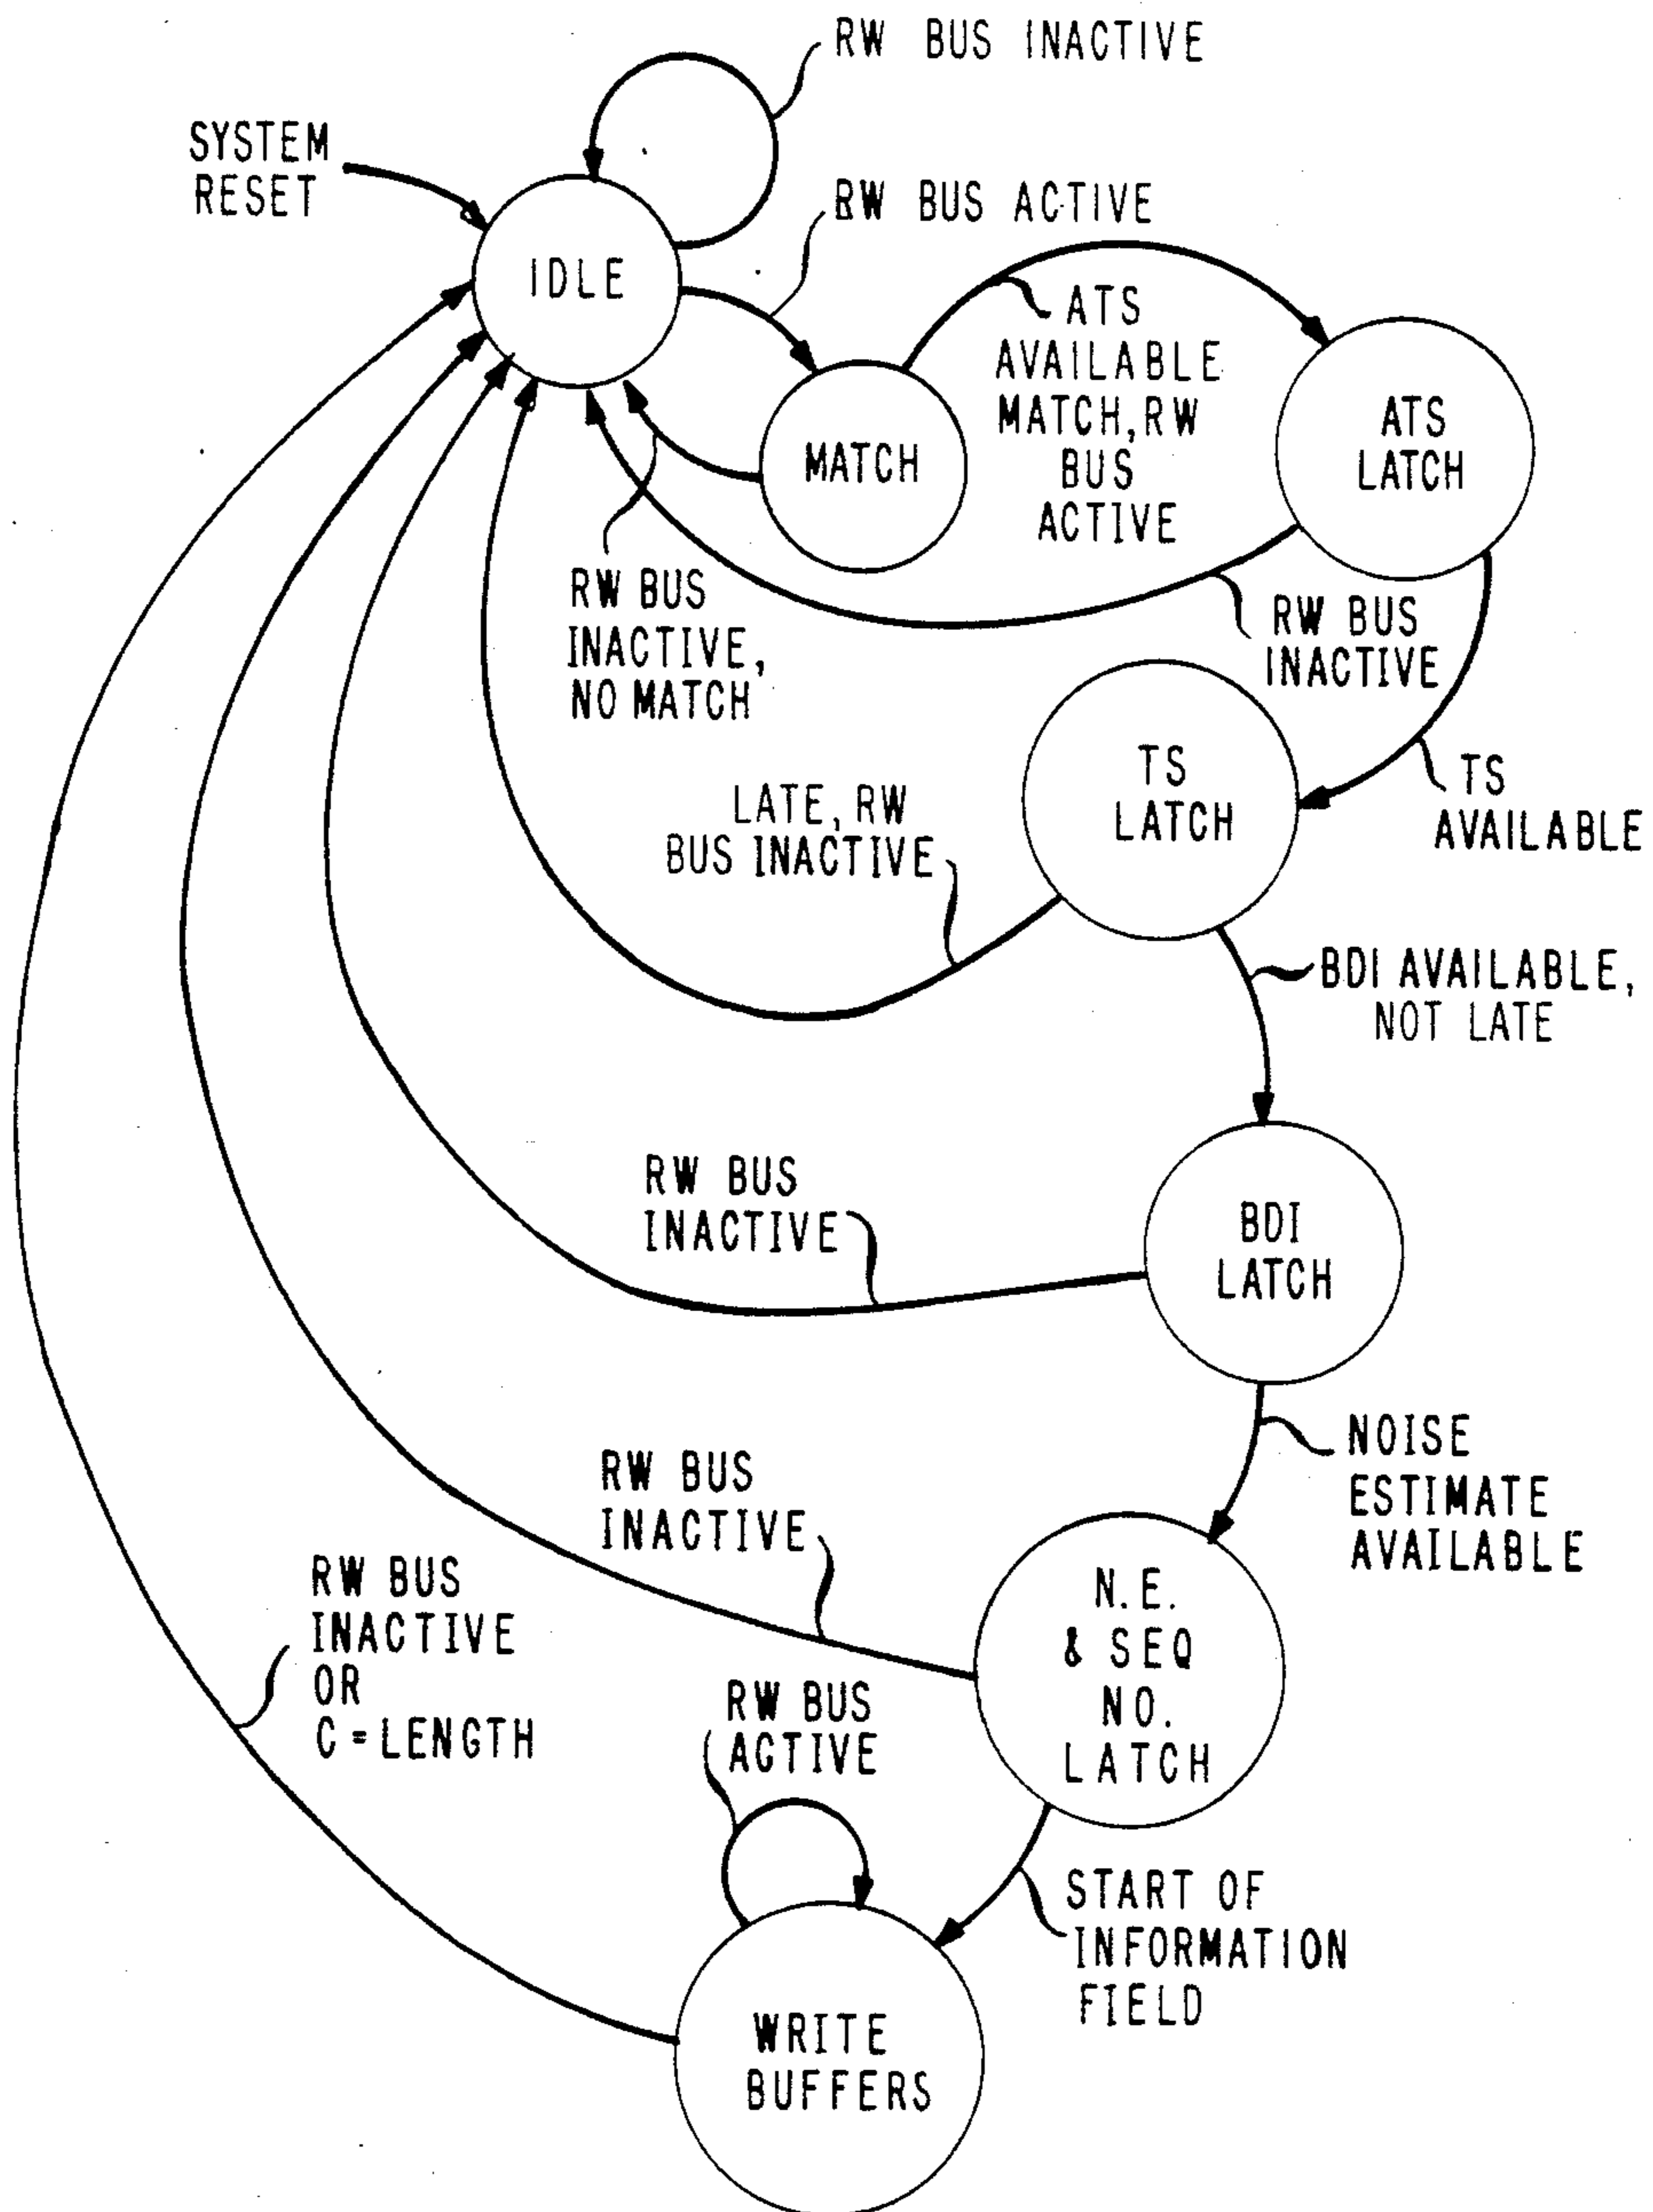 RW BUS INACTIVE
SYSTEM
RESET
RW BUS ACTIVE
IDLE
ATS
AVAILABLE
MATCH, RW
BUS
ACTIVE
MATCH
ATS
LATCH
RW BUS
INACTIVE,
NO MATCH
RW BUS
INACTIVE
TS
LATCH
TS
AVAILABLE
LATE, RW
BUS INACTIVE
BDI AVAILABLE,
NOT LATE
RW BUS
INACTIVE
BDI
LATCH
NOISE
ESTIMATE
AVAILABLE
RW BUS
INACTIVE
N.E.
& SEQ
NO.
LATCH
RW BUS
INACTIVE
OR
C = LENGTH
RW BUS
ACTIVE
START OF
INFORMATION
FIELD
WRITE
BUFFERS